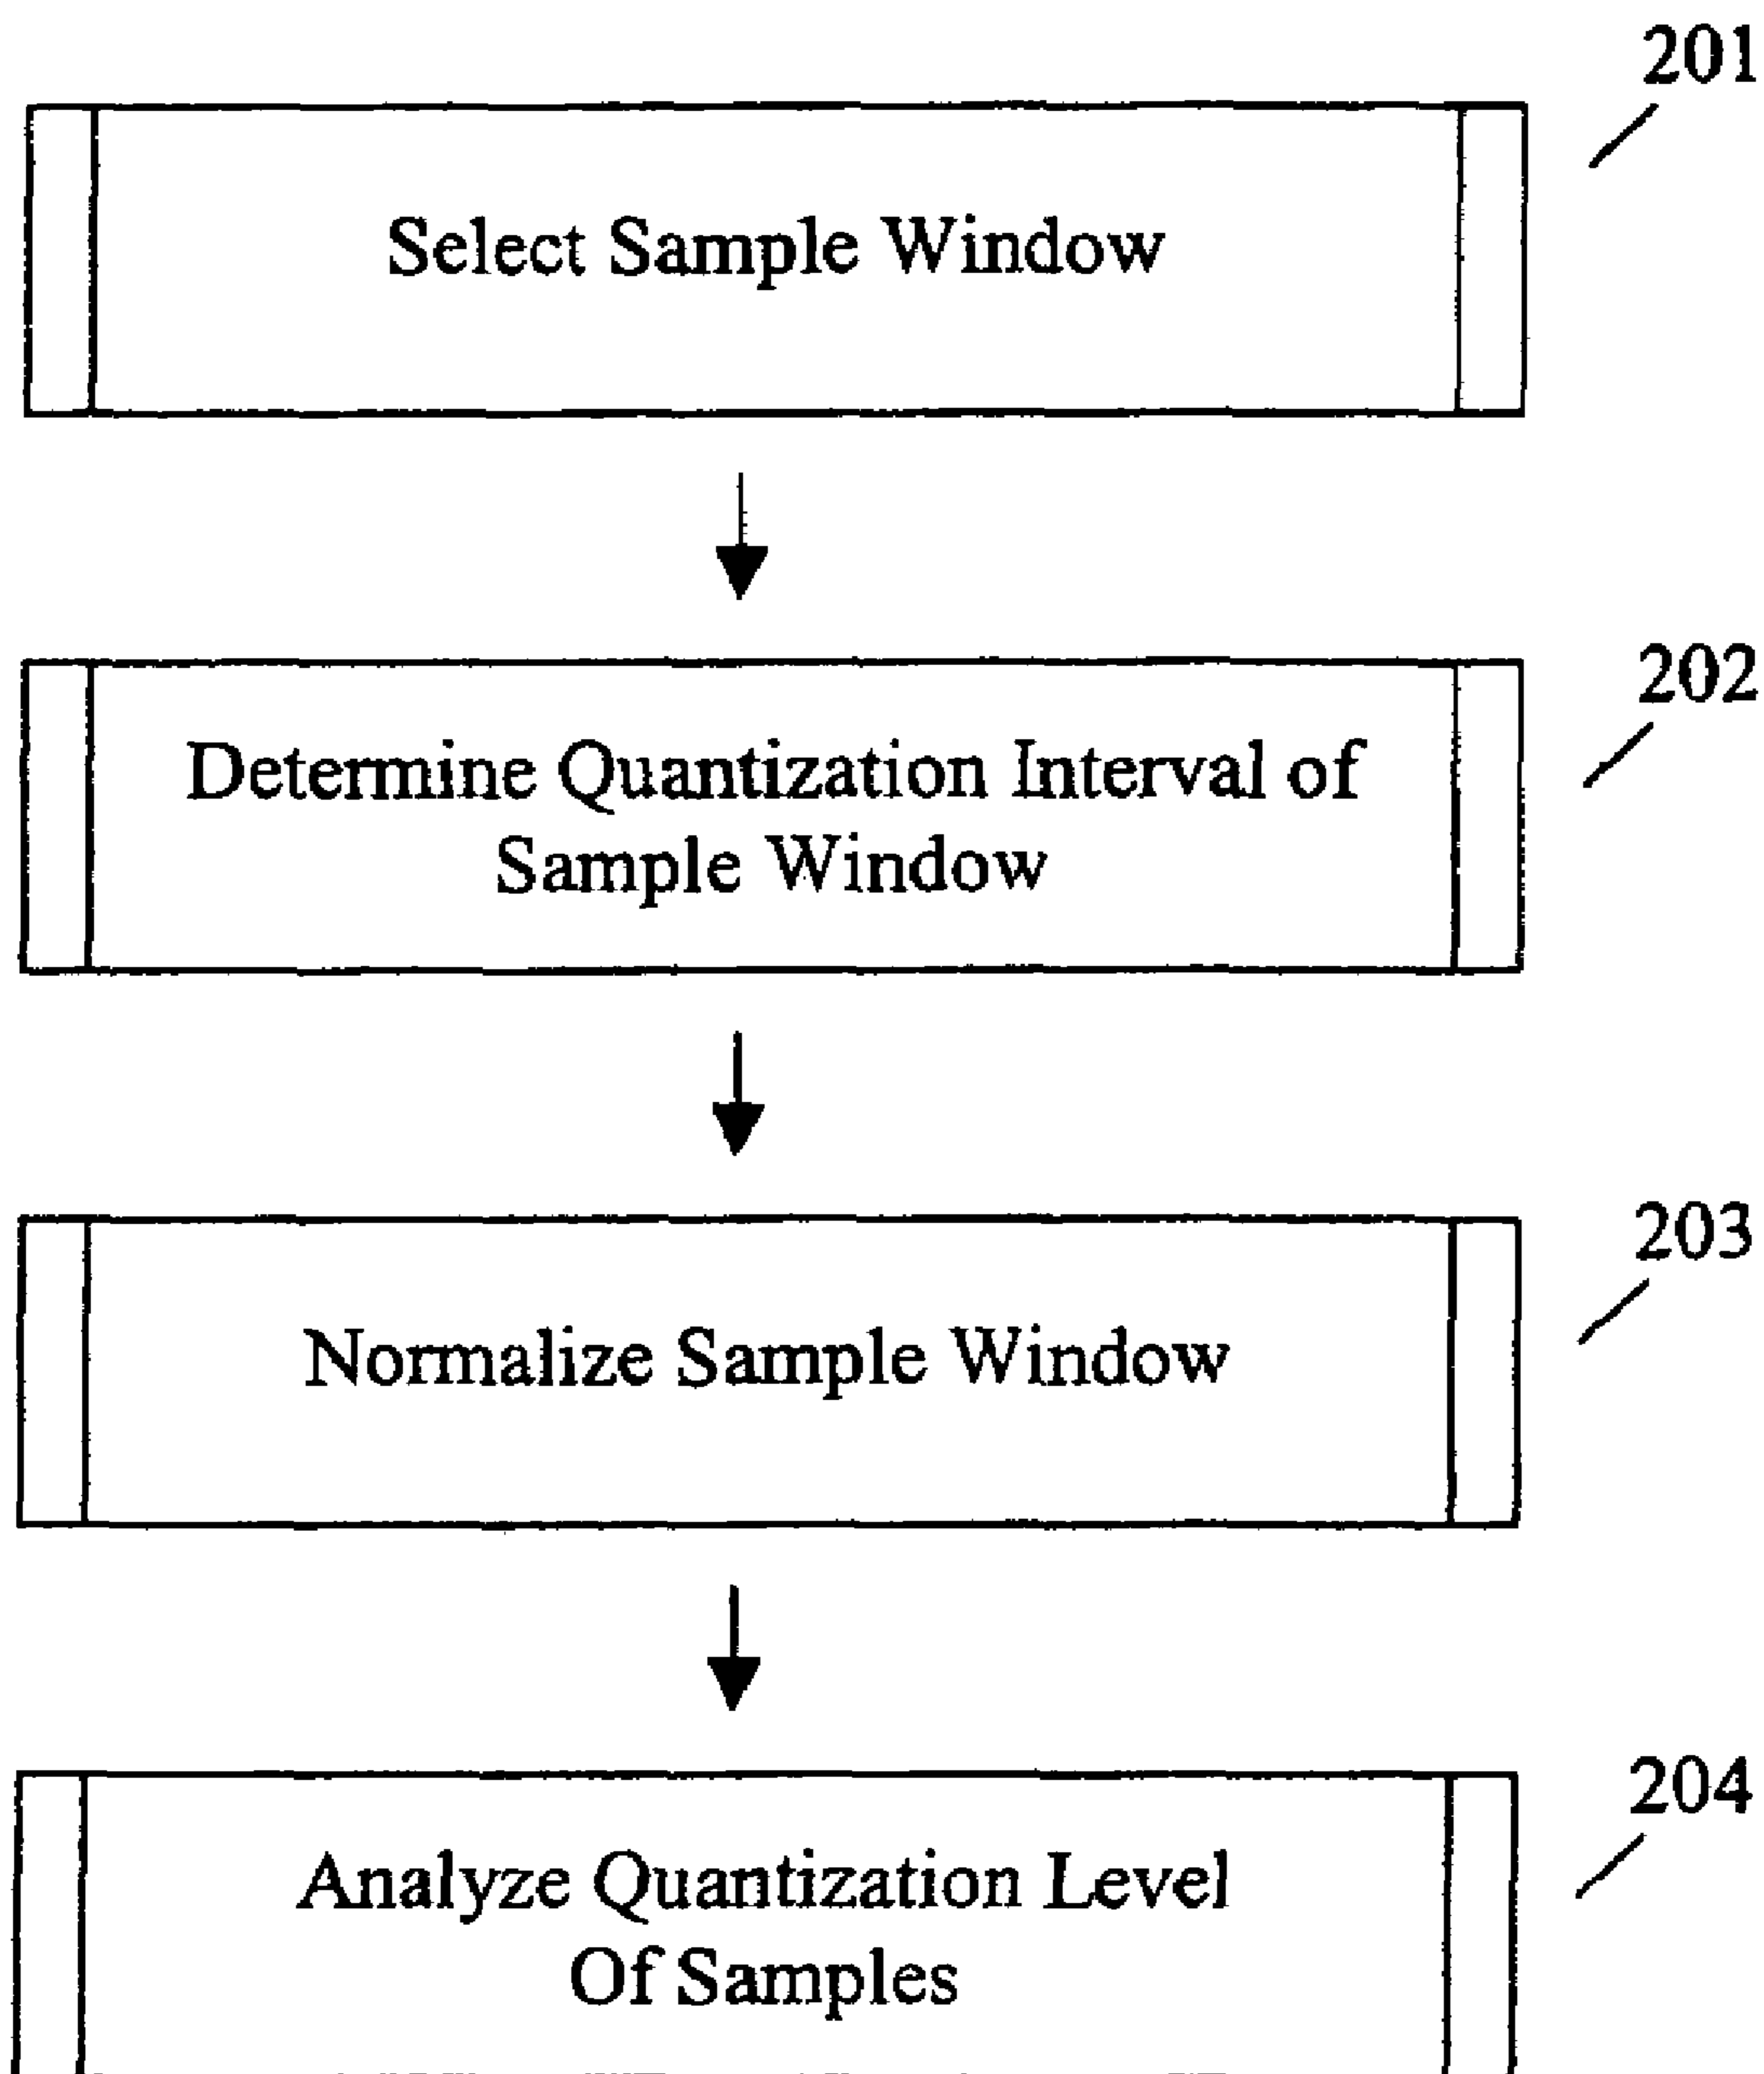 201
Select Sample Window
202
Determine Quantization Interval of
Sample Window
203
Normalize Sample Window
204
Analyze Quantization Level
Of Samples